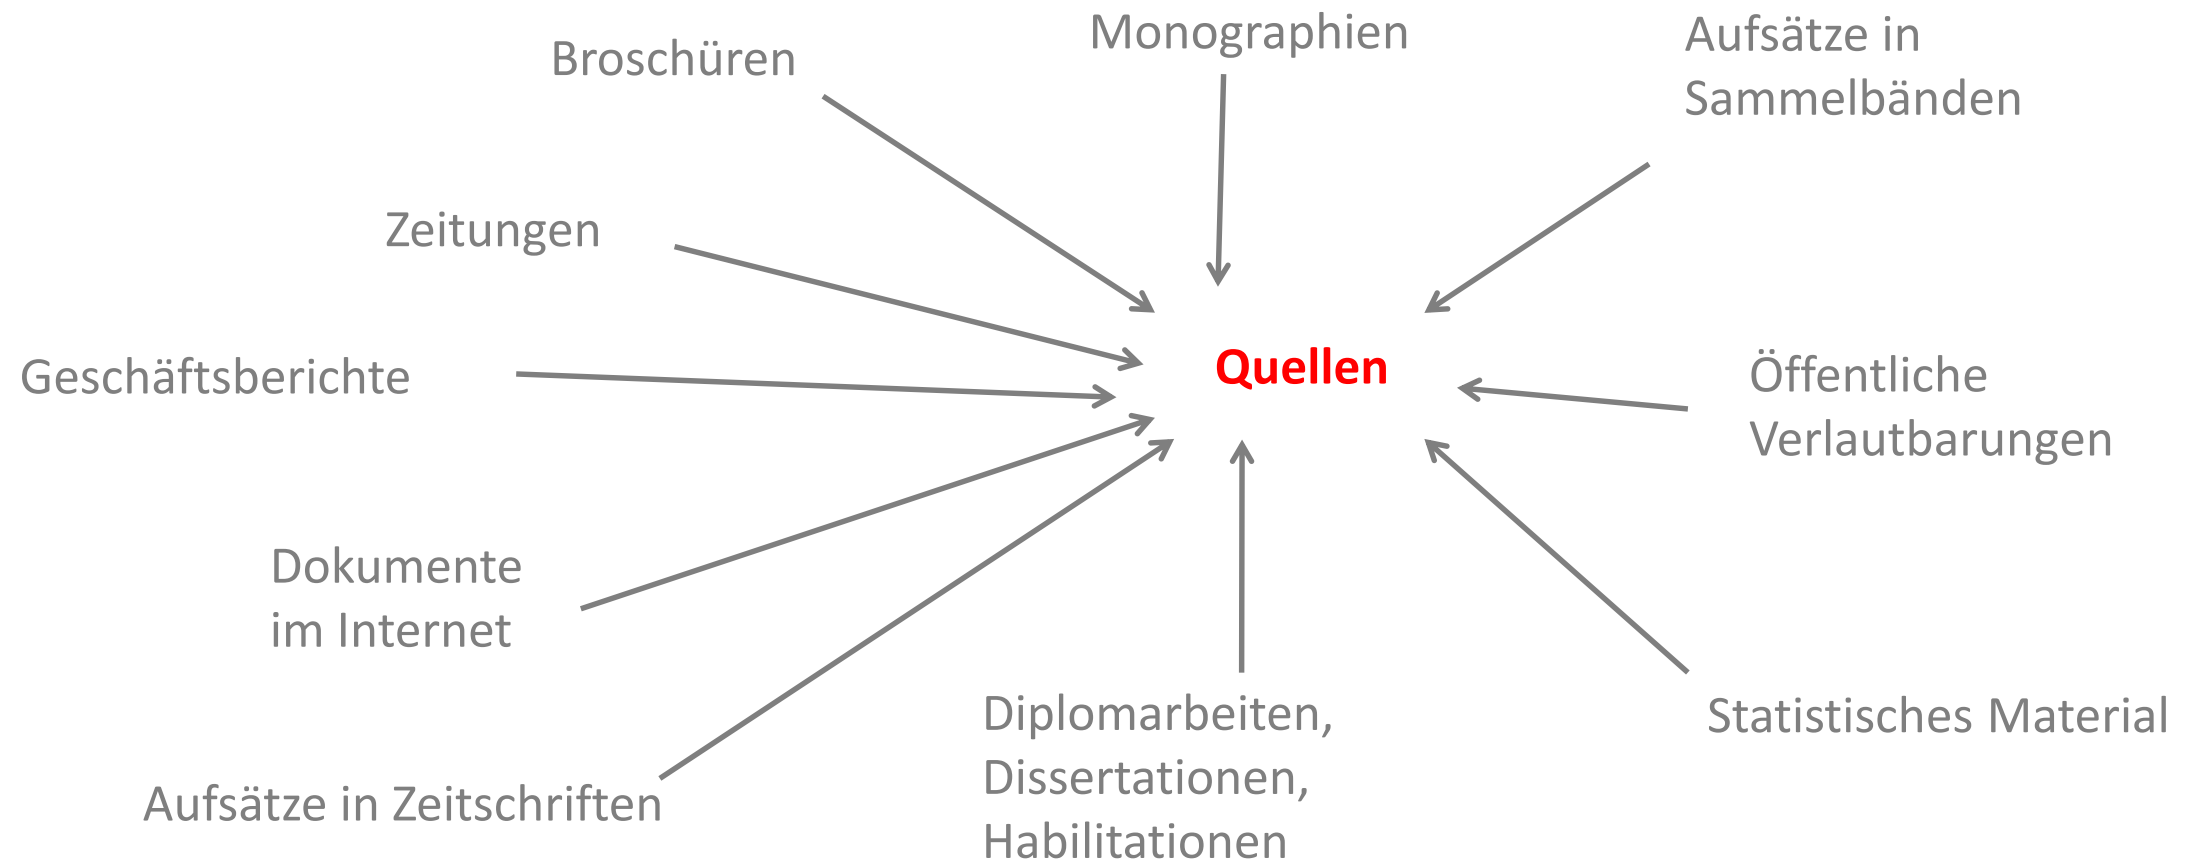 Monographien
Aufsätze in
Sammelbänden
Broschüren
Zeitungen
Quellen
Geschäftsberichte
Öffentliche
Verlautbarungen
Dokumente
im Internet
Diplomarbeiten,
Dissertationen,
Habilitationen
Statistisches Material
Aufsätze in Zeitschriften